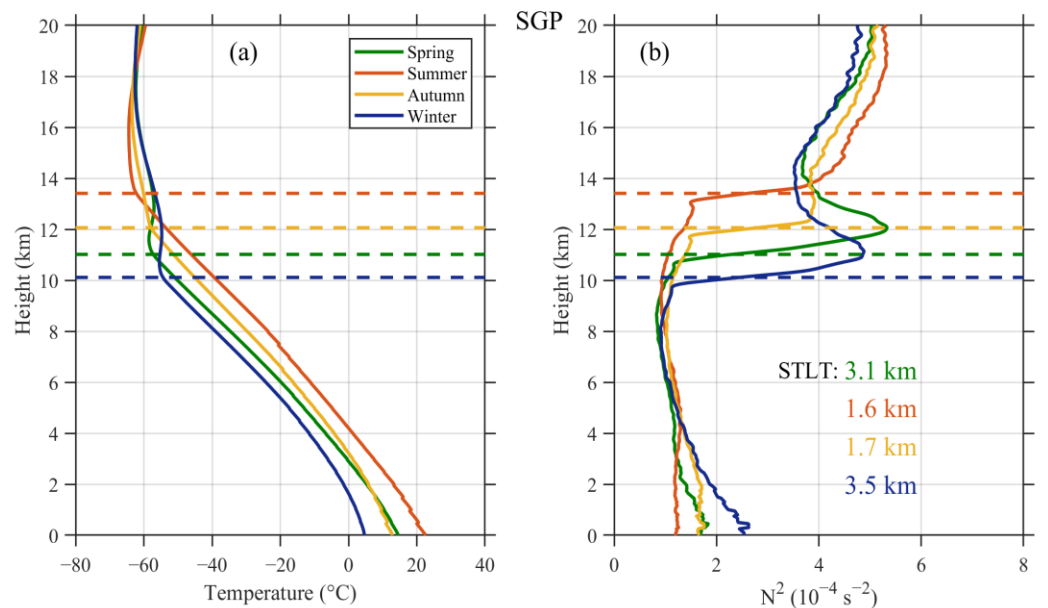 SGP
(a)
Spring
Summer
Autumn
Winter
20
18
16
14
12
10
8
6
4
2
0
Height (km)
−80
−60
−40
−20
0
20
40
Temperature (°C)
(b)
20
18
16
14
12
10
8
6
4
2
0
Height (km)
STLT: 3.1 km
1.6 km
1.7 km
3.5 km
0
2
4
6
8
N² (10⁻⁴ s⁻²)